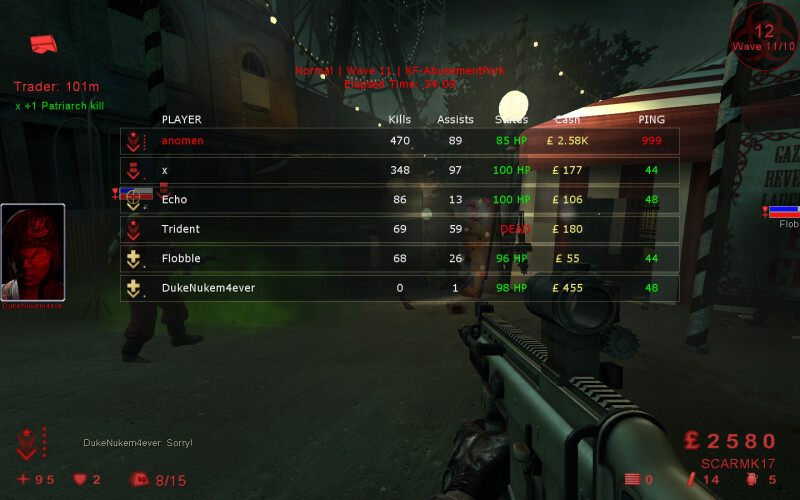 12
Wave 11/10
Normal | Wave 11 | KF-AbusementPark
Elapsed Time: 34:09
Trader: 101m
x +1 Patriarch kill
PLAYER Kills Assists Status Cash PING
anomen 470 89 85 HP £ 2.58K 999
x 348 97 100 HP £ 177 44
Echo 86 13 100 HP £ 106 48
Trident 69 59 DEAD £ 180
Flobble 68 26 96 HP £ 55 44
DukeNukem4ever 0 1 98 HP £ 455 48
Flob
DukeNukem4eve
DukeNukem4ever: Sorry!
£ 2580
SCARMK17
95 2 8/15 0 14 5